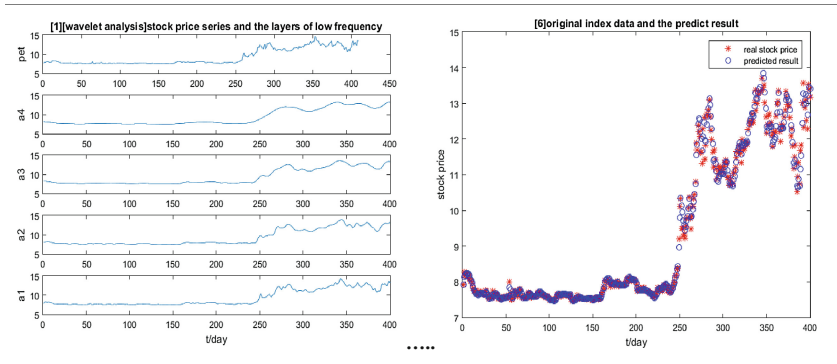 [1][wavelet analysis]stock price series and the layers of low frequency
15
10
5
pet
0 50 100 150 200 250 300 350 400 450
15
10
5
a4
0 50 100 150 200 250 300 350 400
15
10
5
a3
0 50 100 150 200 250 300 350 400
15
10
5
a2
0 50 100 150 200 250 300 350 400
15
10
5
a1
0 50 100 150 200 250 300 350 400
t/day
.....
[6]original index data and the predict result
real stock price
predicted result
15
14
13
12
11
10
9
8
7
stock price
0 50 100 150 200 250 300 350 400
t/day